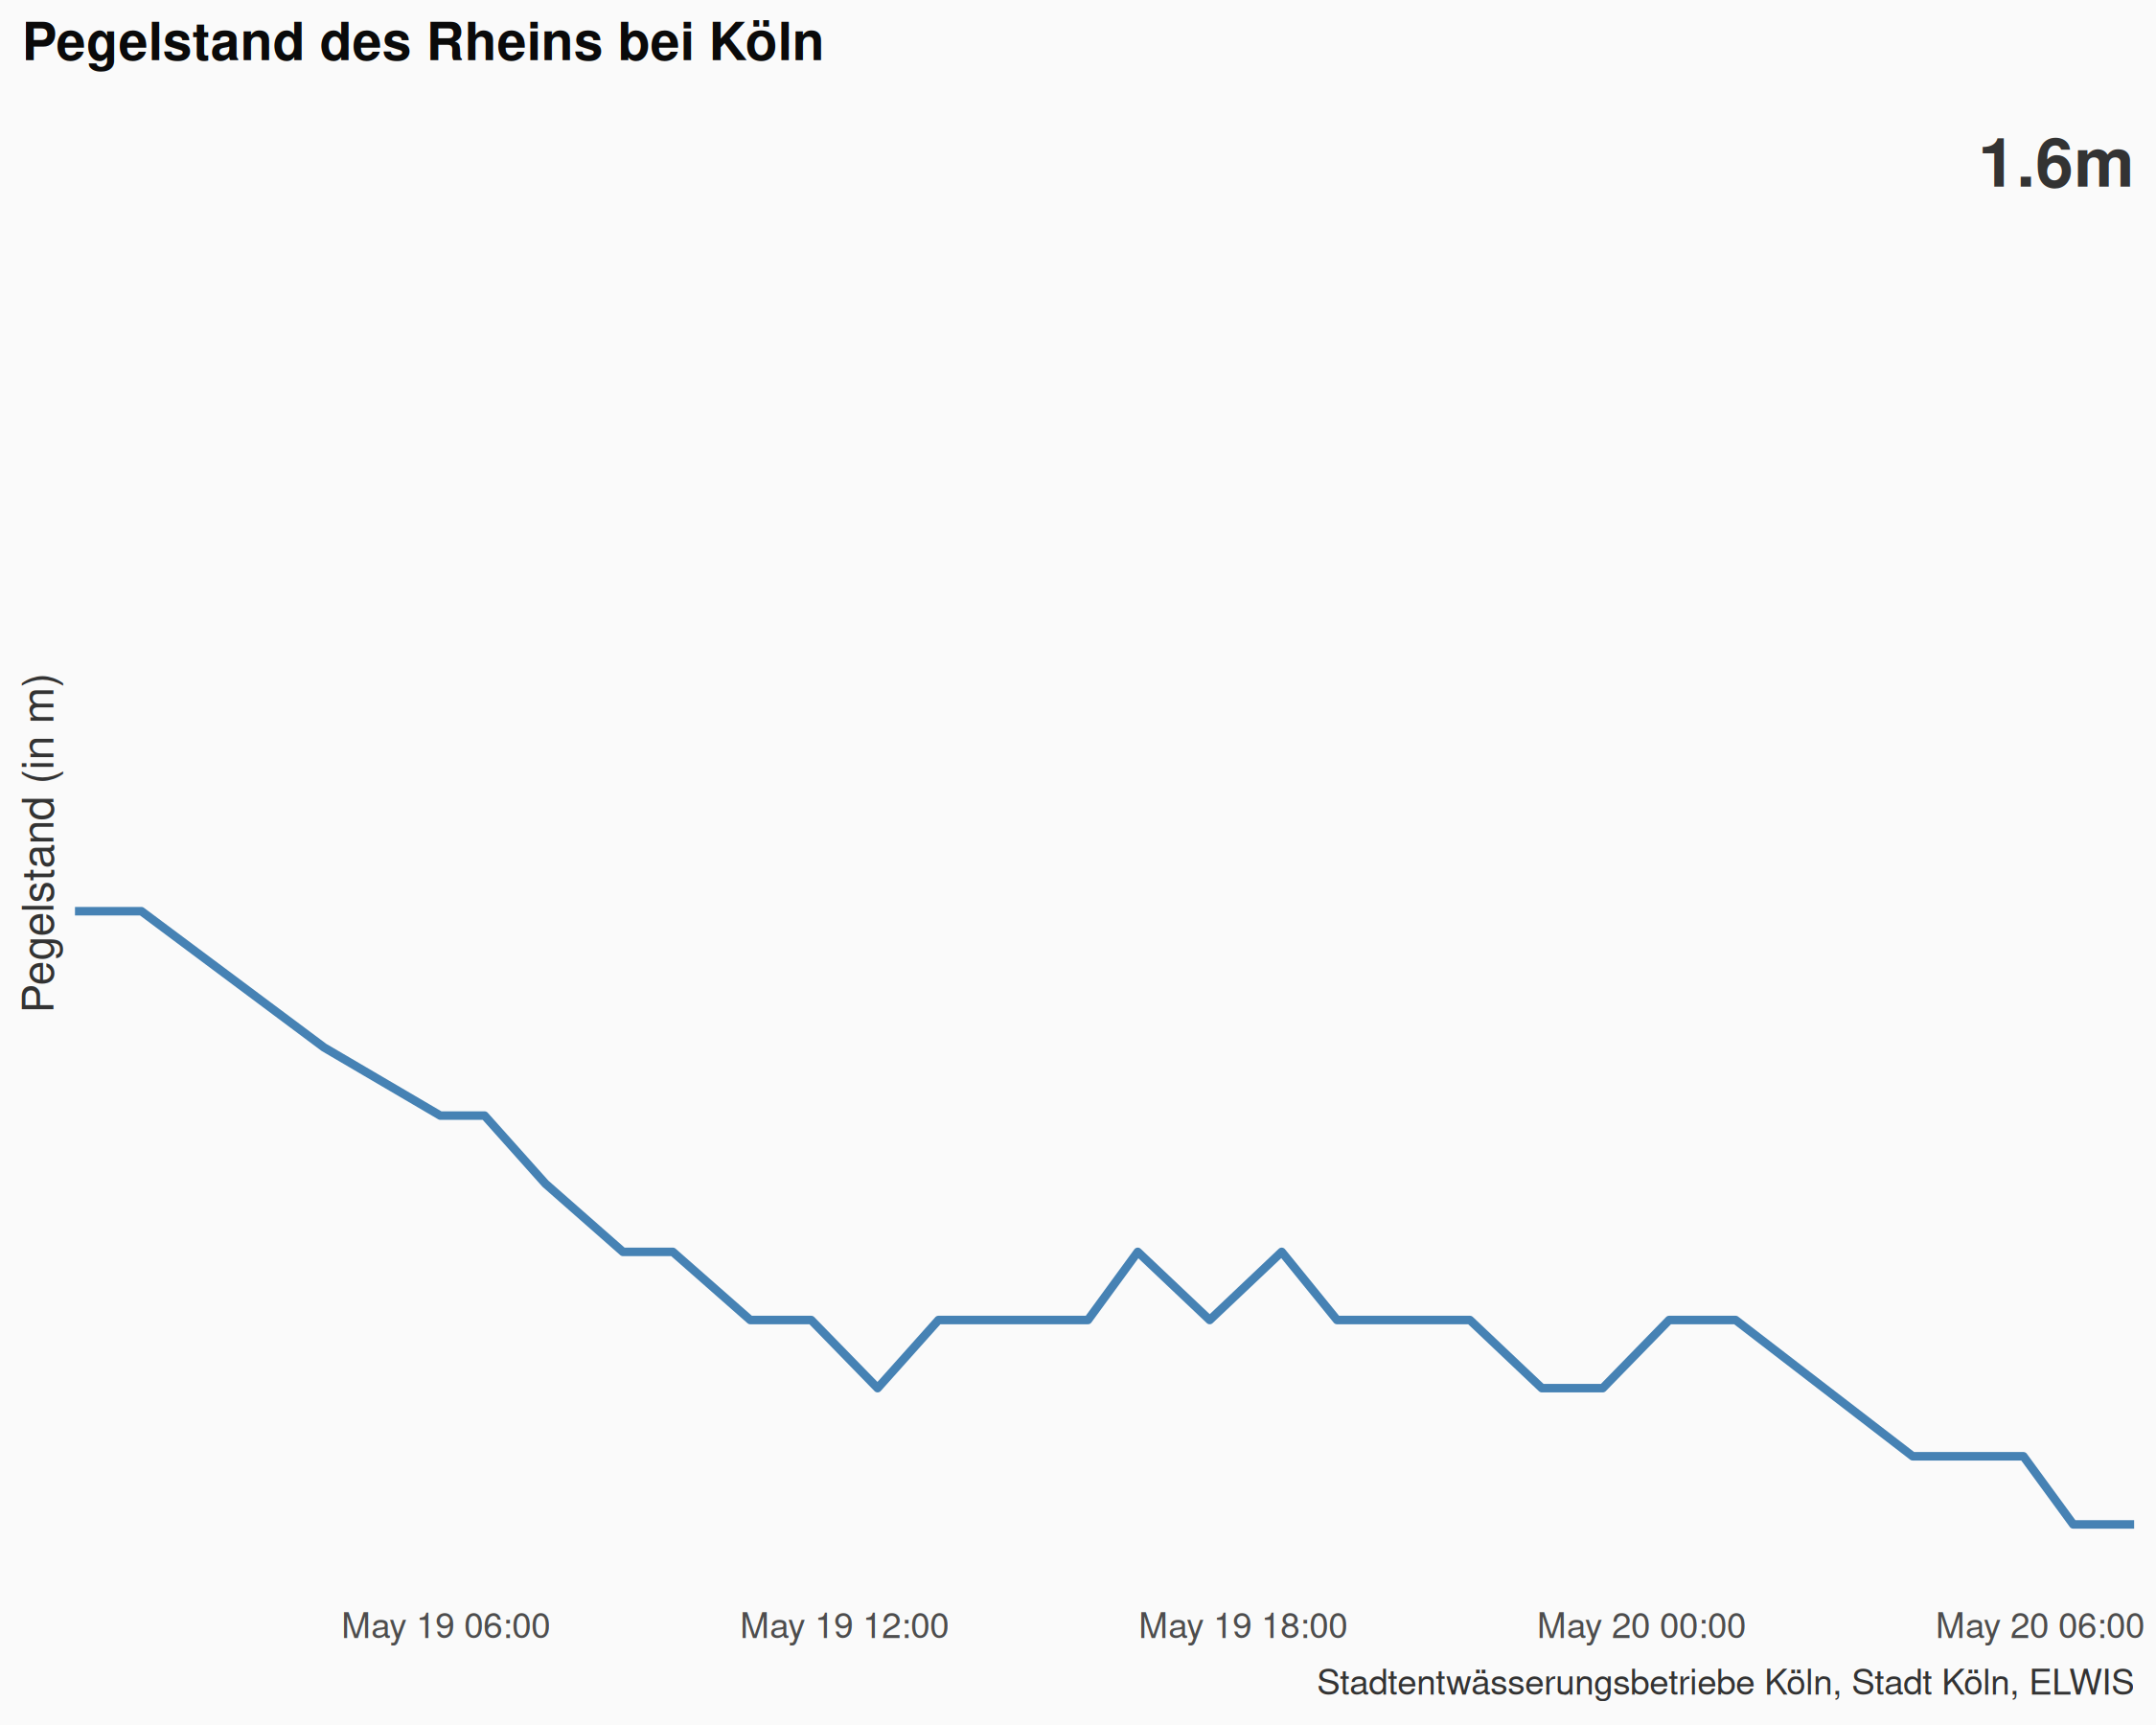 Pegelstand des Rheins bei Köln
1.6m
Pegelstand (in m)
May 19 06:00 May 19 12:00 May 19 18:00 May 20 00:00 May 20 06:00
Stadtentwässerungsbetriebe Köln, Stadt Köln, ELWIS